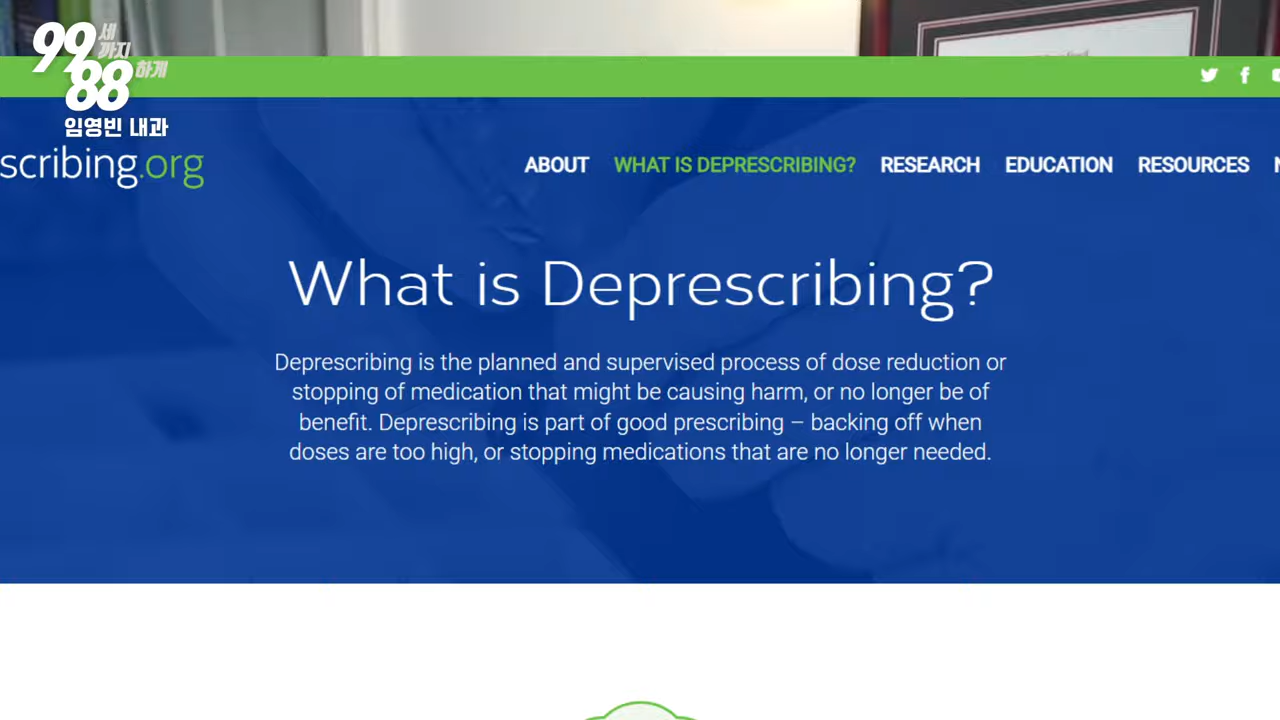 99세
까지
88하게
임영빈 내과
scribing.org
ABOUT WHAT IS DEPRESCRIBING? RESEARCH EDUCATION RESOURCES
What is Deprescribing?
Deprescribing is the planned and supervised process of dose reduction or
stopping of medication that might be causing harm, or no longer be of
benefit. Deprescribing is part of good prescribing – backing off when
doses are too high, or stopping medications that are no longer needed.